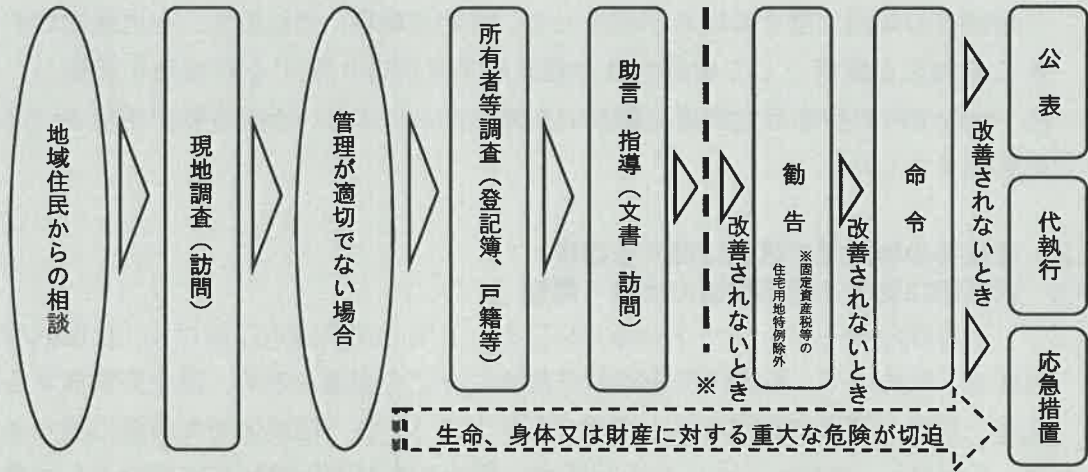 地域住民からの相談
現地調査（訪問）
管理が適切でない場合
所有者等調査（登記簿、戸籍等）
助言・指導（文書・訪問）
※
改善されないとき
勧告
※固定資産税等の
住宅用地特例除外
改善されないとき
命令
改善されないとき
公表
代執行
応急措置
生命、身体又は財産に対する重大な危険が切迫